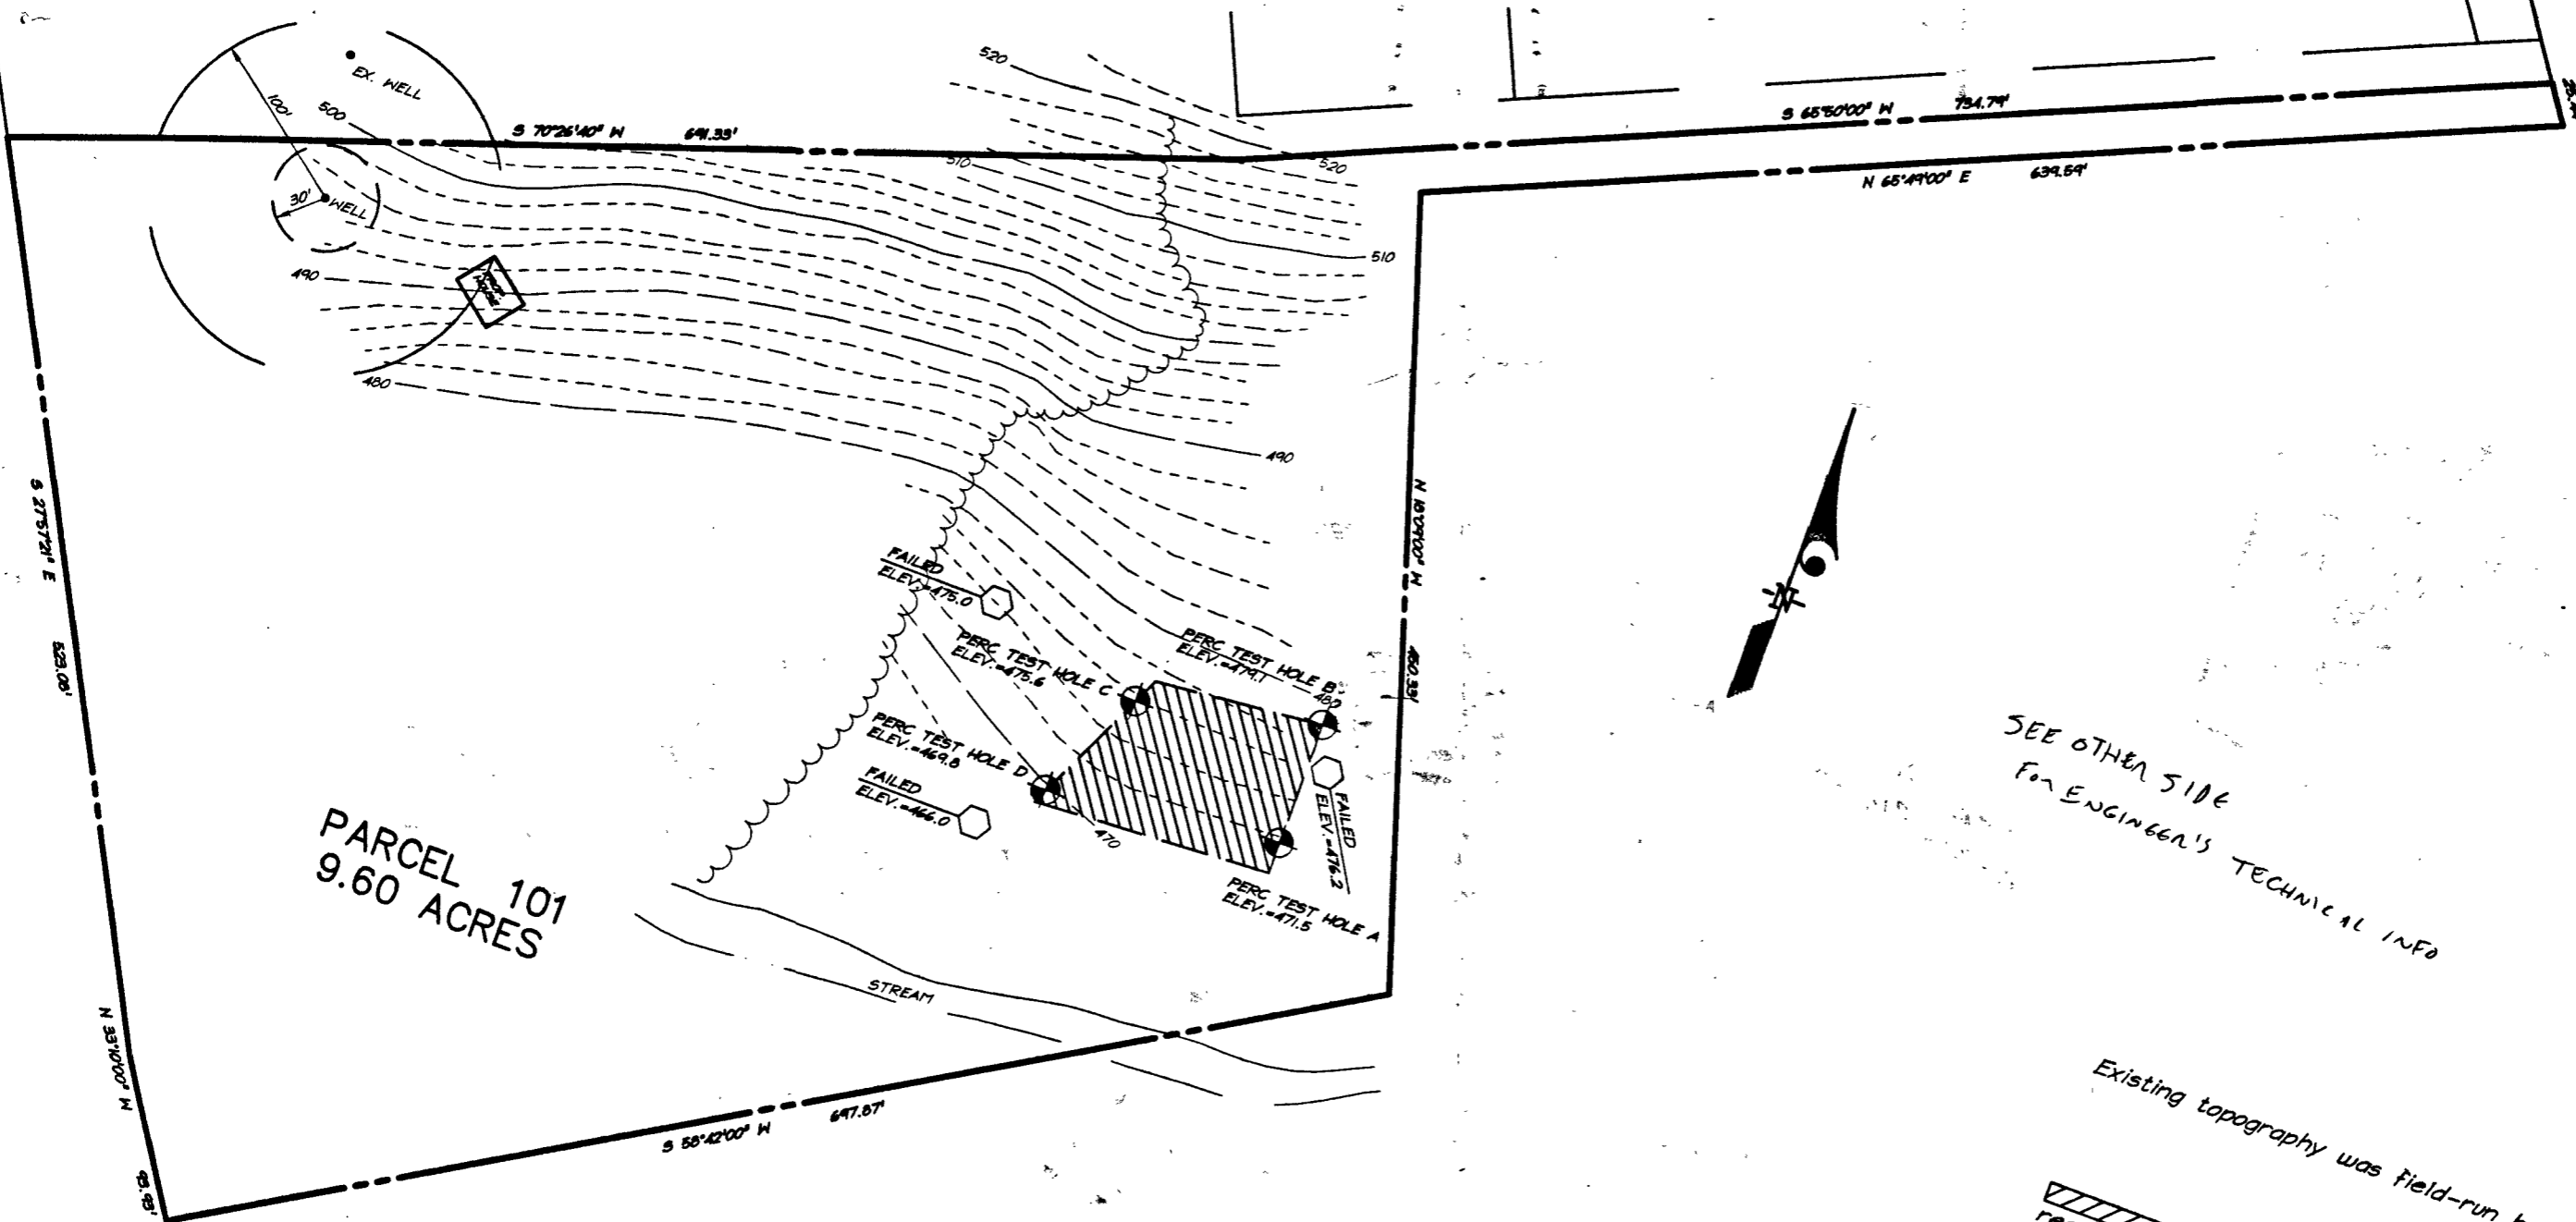 520
EX. WELL
100'
500
S 70°26'40" W 691.33'
S 65°50'00" W 734.79'
510
520
N 65°49'00" E 639.59'
30'
WELL
510
490
480
490
S 27°57'21" E 523.08'
N 18°09'00" W 450.33'
FAILED
ELEV.=475.0
PERC TEST HOLE C
ELEV.=475.6
PERC TEST HOLE B
ELEV.=479.1
480
PERC TEST HOLE D
ELEV.=469.8
FAILED
ELEV.=466.0
FAILED
ELEV.=476.2
470
PERC TEST HOLE A
ELEV.=471.5
SEE OTHER SIDE
FOR ENGINEER'S TECHNICAL INFO
PARCEL 101
9.60 ACRES
STREAM
N 33°10'00" W
S 58°42'00" W 697.87'
Existing topography was field-run